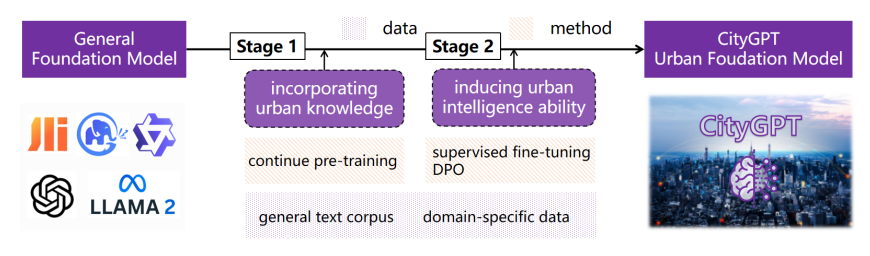 General
Foundation Model
Stage 1
data
Stage 2
method
CityGPT
Urban Foudation Model
incorporating
urban knowledge
inducing urban
intelligence ability
continue pre-training
supervised fine-tuning
DPO
general text corpus
domain-specific data
LLAMA 2
CityGPT